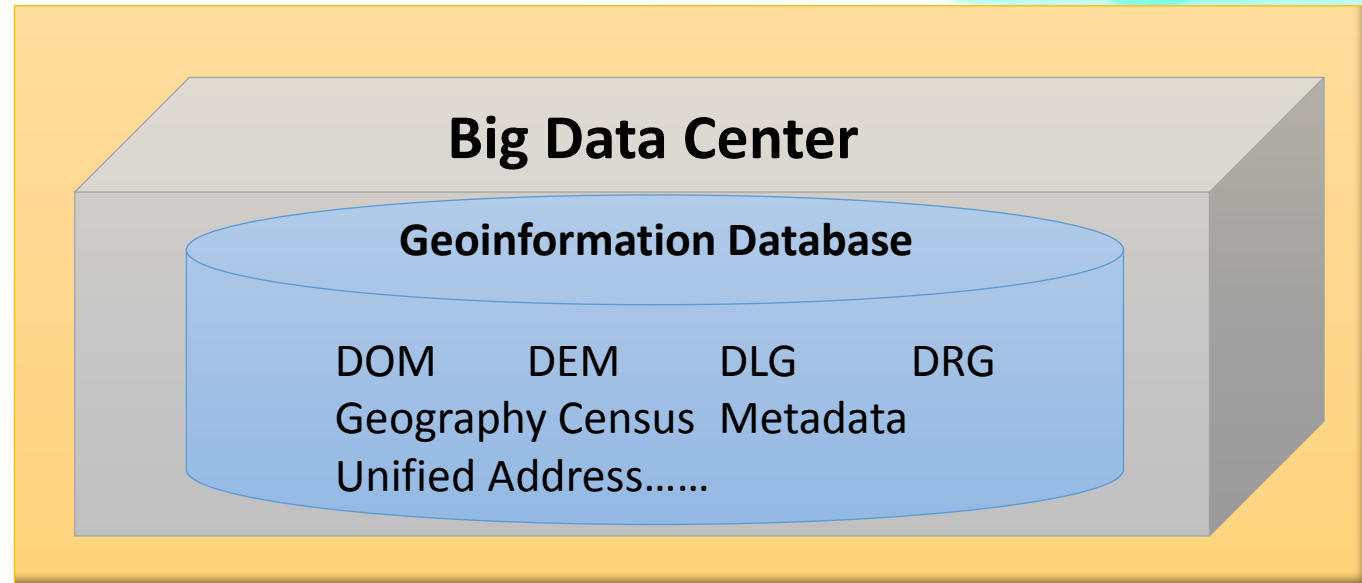 Big Data Center
Geoinformation Database
DOM DEM DLG DRG
Geography Census Metadata
Unified Address……